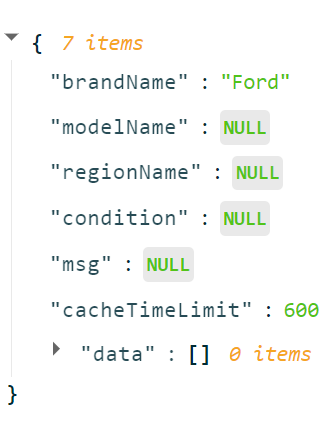 { 7 items
"brandName" : "Ford"
"modelName" : NULL
"regionName" : NULL
"condition" : NULL
"msg" : NULL
"cacheTimeLimit" : 600
"data" : [] 0 items
}